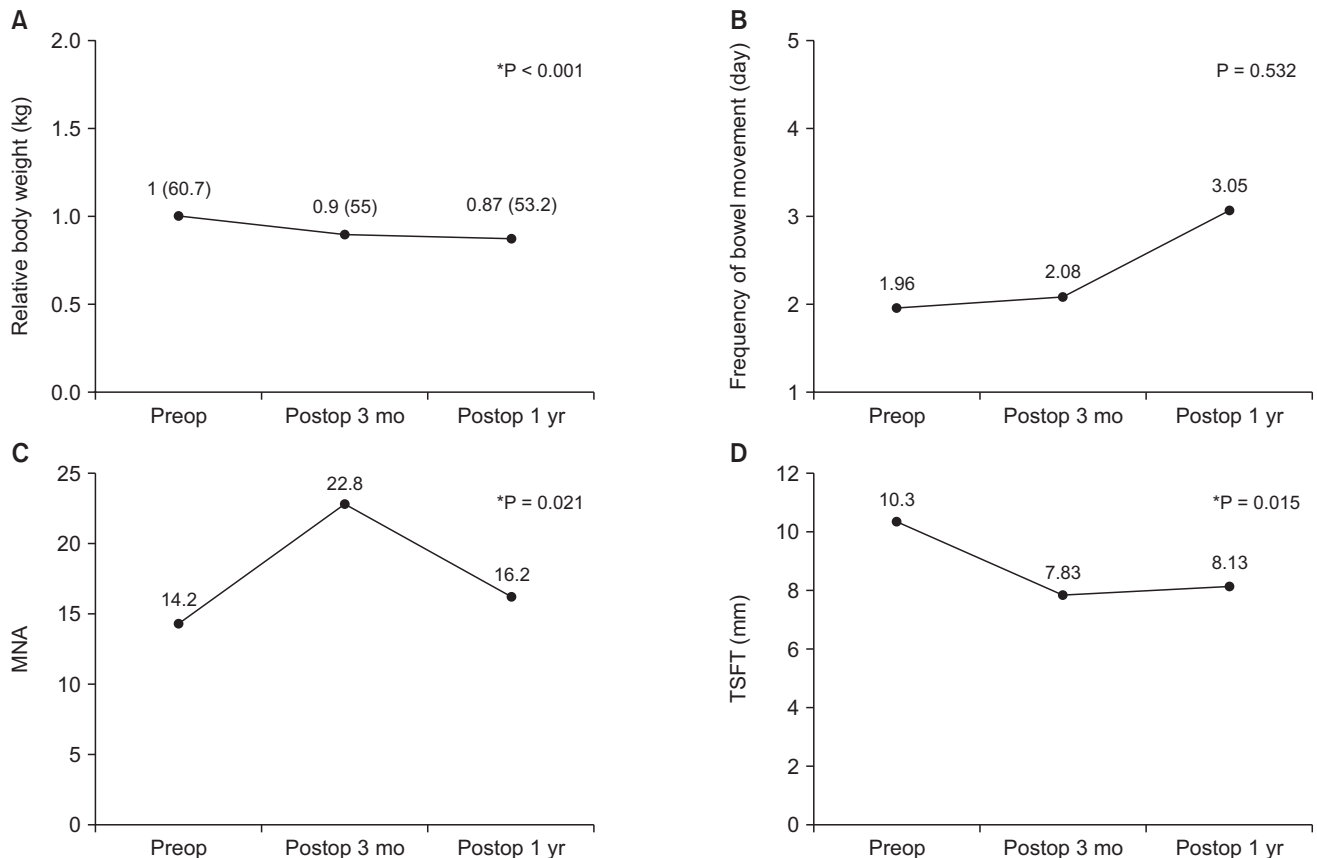 A
Relative body weight (kg)
2.0
1.5
1.0
0.5
0.0
*P < 0.001
1 (60.7)
0.9 (55)
0.87 (53.2)
Preop
Postop 3 mo
Postop 1 yr
B
Frequency of bowel movement (day)
5
4
3
2
1
P = 0.532
1.96
2.08
3.05
Preop
Postop 3 mo
Postop 1 yr
C
MNA
25
20
15
10
5
0
*P = 0.021
14.2
22.8
16.2
Preop
Postop 3 mo
Postop 1 yr
D
TSFT (mm)
12
10
8
6
4
2
0
*P = 0.015
10.3
7.83
8.13
Preop
Postop 3 mo
Postop 1 yr